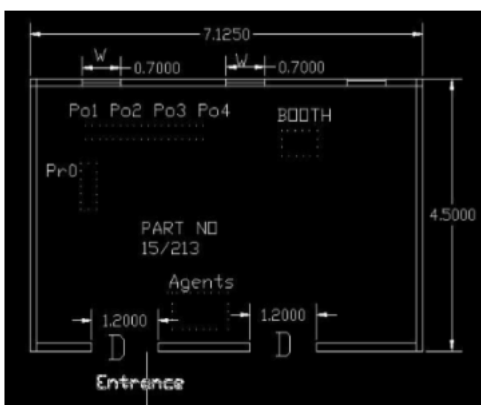 7.1250
W 0.7000 W 0.7000
Po1 Po2 Po3 Po4 BOOTH
Pr0
4.5000
PART NO
15/213
Agents
1.2000 1.2000
D D
Entrance